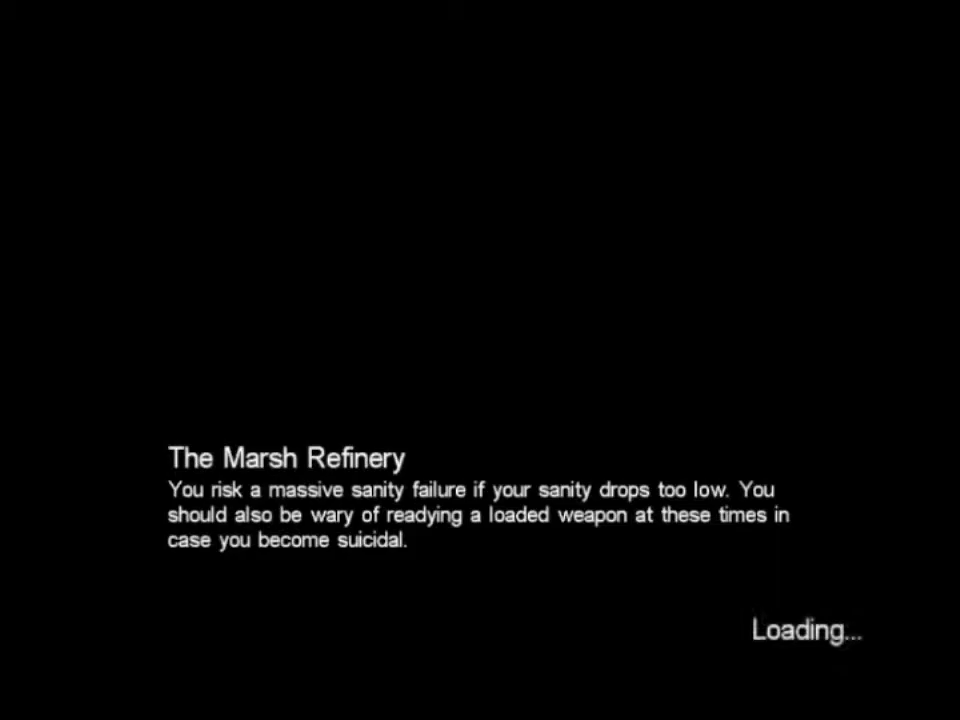 The Marsh Refinery
You risk a massive sanity failure if your sanity drops too low. You
should also be wary of readying a loaded weapon at these times in
case you become suicidal.
Loading...